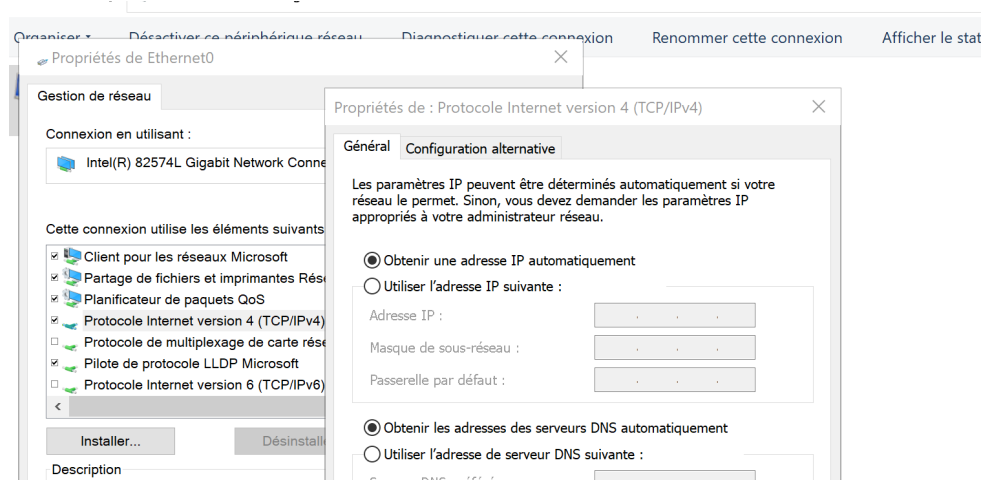 Organiser Désactiver ce périphérique réseau Diagnostiquer cette connexion Renommer cette connexion Afficher le stat
Propriétés de Ethernet0
Gestion de réseau
Connexion en utilisant :
Intel(R) 82574L Gigabit Network Conne
Cette connexion utilise les éléments suivants
Client pour les réseaux Microsoft
Partage de fichiers et imprimantes Rése
Planificateur de paquets QoS
Protocole Internet version 4 (TCP/IPv4)
Protocole de multiplexage de carte rése
Pilote de protocole LLDP Microsoft
Protocole Internet version 6 (TCP/IPv6)
Installer...
Désinstalle
Description
Propriétés de : Protocole Internet version 4 (TCP/IPv4)
Général Configuration alternative
Les paramètres IP peuvent être déterminés automatiquement si votre
réseau le permet. Sinon, vous devez demander les paramètres IP
appropriés à votre administrateur réseau.
Obtenir une adresse IP automatiquement
Utiliser l'adresse IP suivante :
Adresse IP :
Masque de sous-réseau :
Passerelle par défaut :
Obtenir les adresses des serveurs DNS automatiquement
Utiliser l'adresse de serveur DNS suivante :